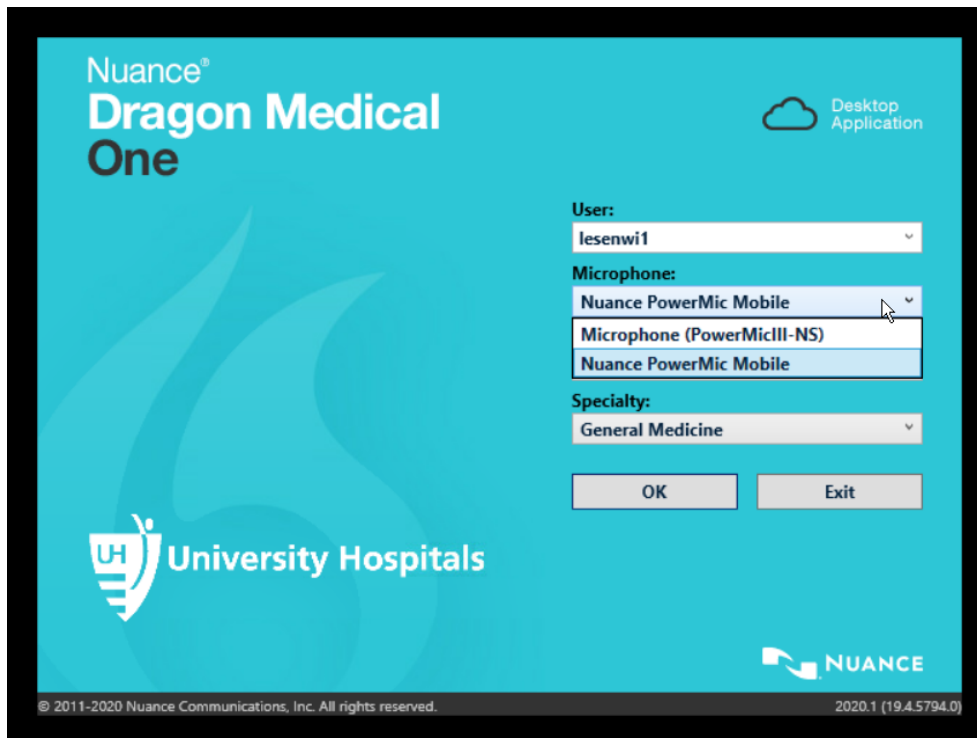 Nuance®
Dragon Medical
One
Desktop
Application
User:
lesenwi1
Microphone:
Nuance PowerMic Mobile
Microphone (PowerMicIII-NS)
Nuance PowerMic Mobile
Specialty:
General Medicine
OK
Exit
UH
University Hospitals
NUANCE
© 2011-2020 Nuance Communications, Inc. All rights reserved.
2020.1 (19.4.5794.0)